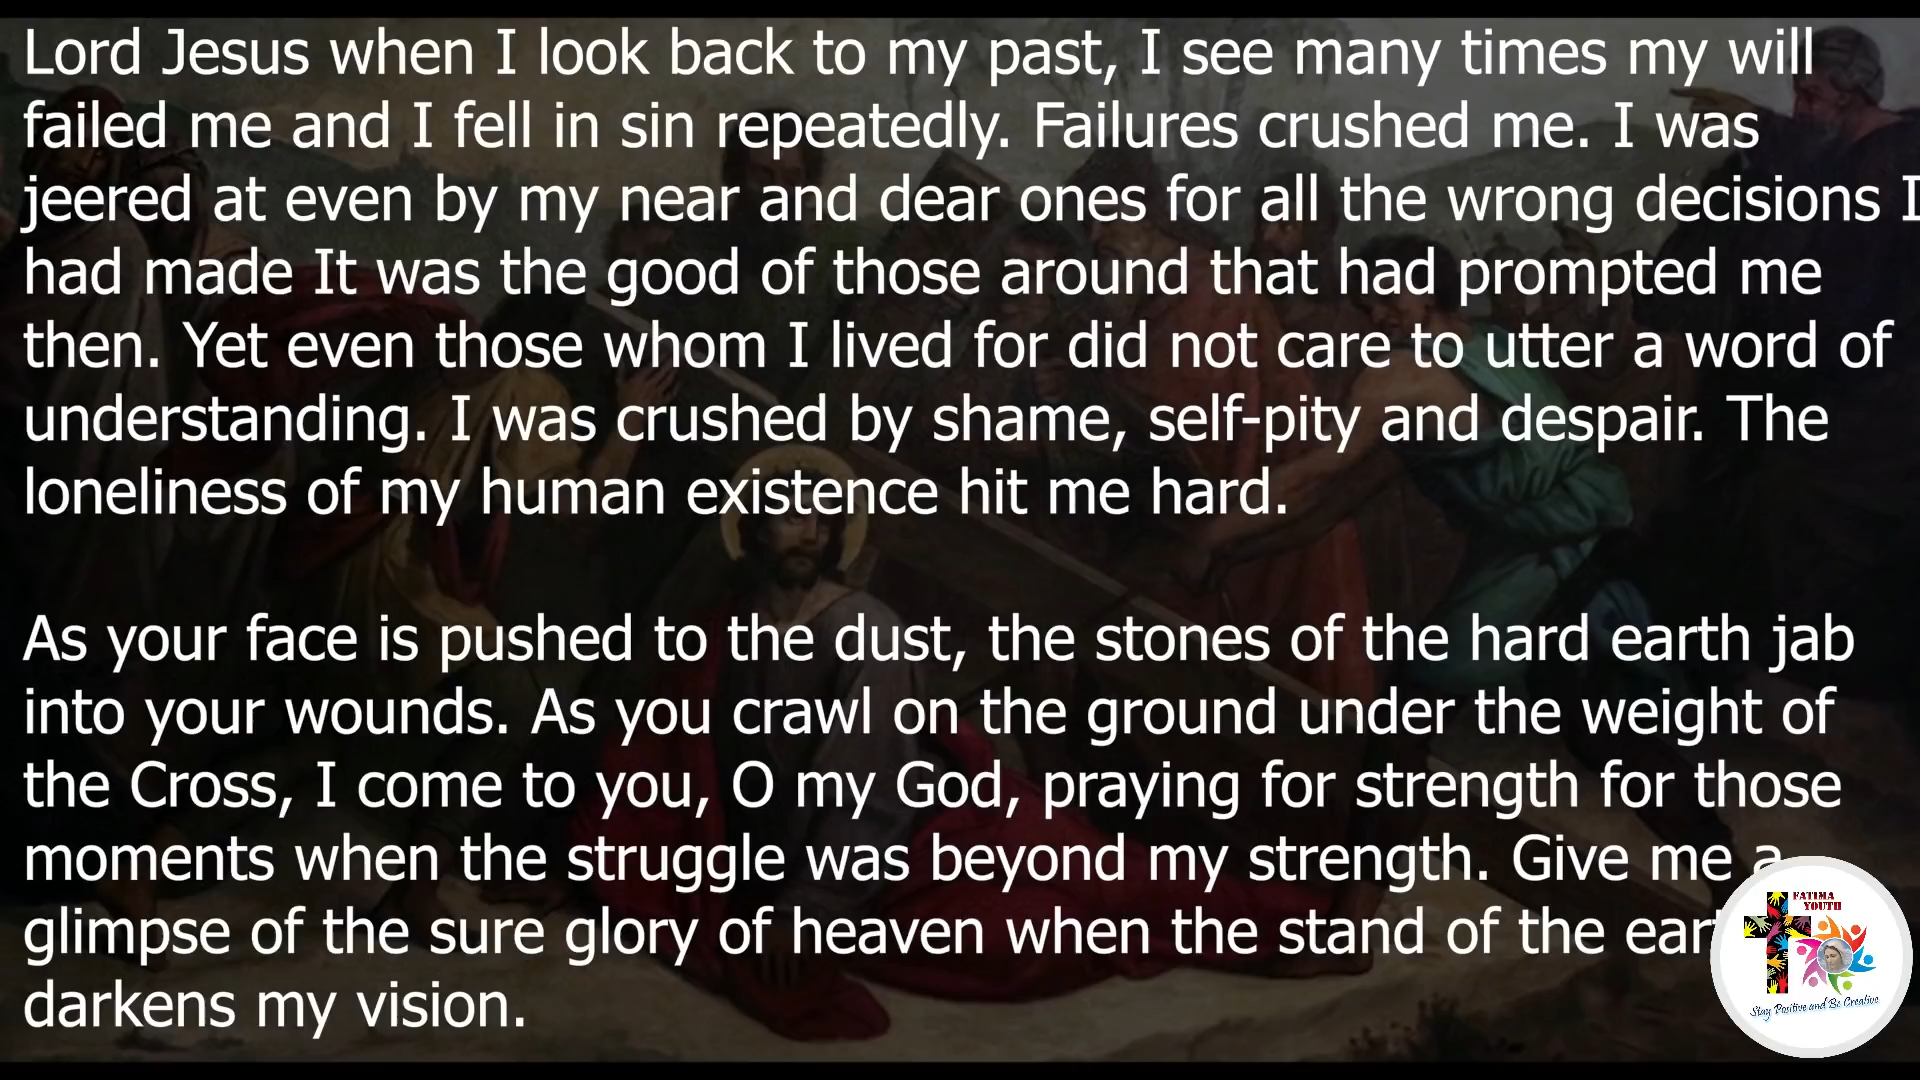 Lord Jesus when I look back to my past, I see many times my will
failed me and I fell in sin repeatedly. Failures crushed me. I was
jeered at even by my near and dear ones for all the wrong decisions I
had made It was the good of those around that had prompted me
then. Yet even those whom I lived for did not care to utter a word of
understanding. I was crushed by shame, self-pity and despair. The
loneliness of my human existence hit me hard.
As your face is pushed to the dust, the stones of the hard earth jab
into your wounds. As you crawl on the ground under the weight of
the Cross, I come to you, O my God, praying for strength for those
moments when the struggle was beyond my strength. Give me a
glimpse of the sure glory of heaven when the stand of the
darkens my vision.
FATIMA
YOUTH
Stay Positive and Be Creative